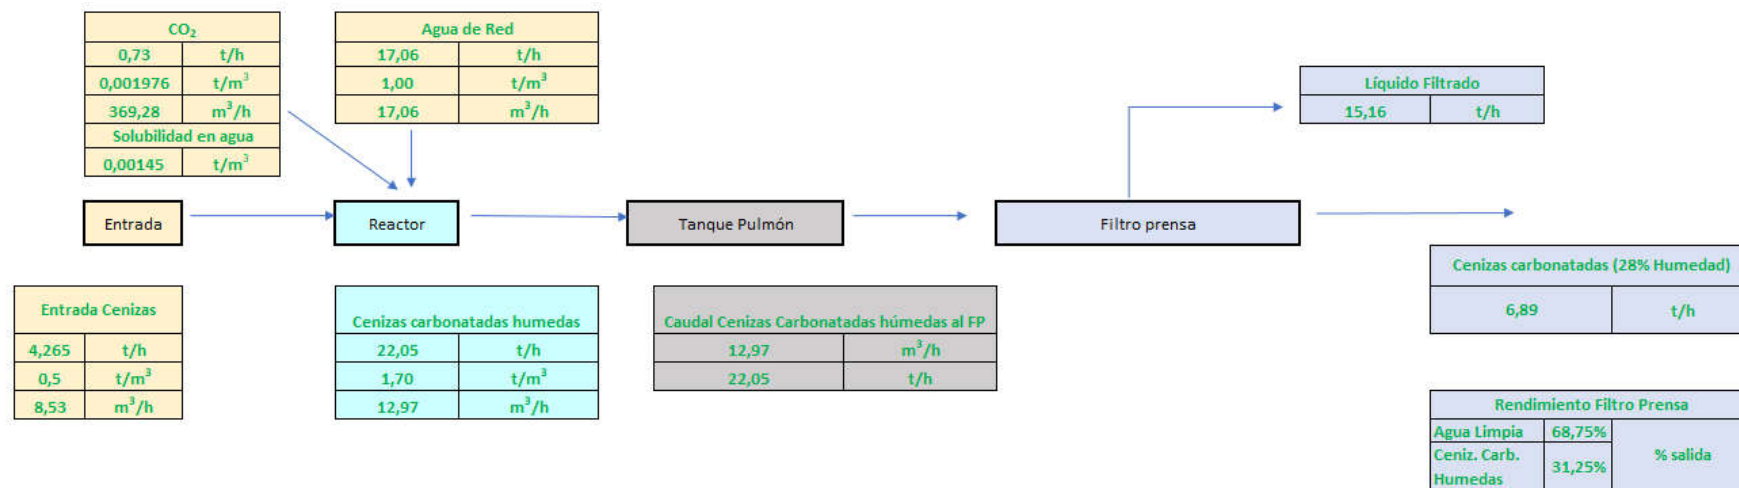 CO₂
0,73 t/h
0,001976 t/m³
369,28 m³/h
Solubilidad en agua
0,00145 t/m³
Agua de Red
17,06 t/h
1,00 t/m³
17,06 m³/h
Líquido Filtrado
15,16 t/h
Entrada
Reactor
Tanque Pulmón
Filtro prensa
Entrada Cenizas
4,265 t/h
0,5 t/m³
8,53 m³/h
Cenizas carbonatadas humedas
22,05 t/h
1,70 t/m³
12,97 m³/h
Caudal Cenizas Carbonatadas húmedas al FP
12,97 m³/h
22,05 t/h
Cenizas carbonatadas (28% Humedad)
6,89 t/h
Rendimiento Filtro Prensa
Agua Limpia 68,75%
Ceniz. Carb.
Humedas 31,25%
% salida